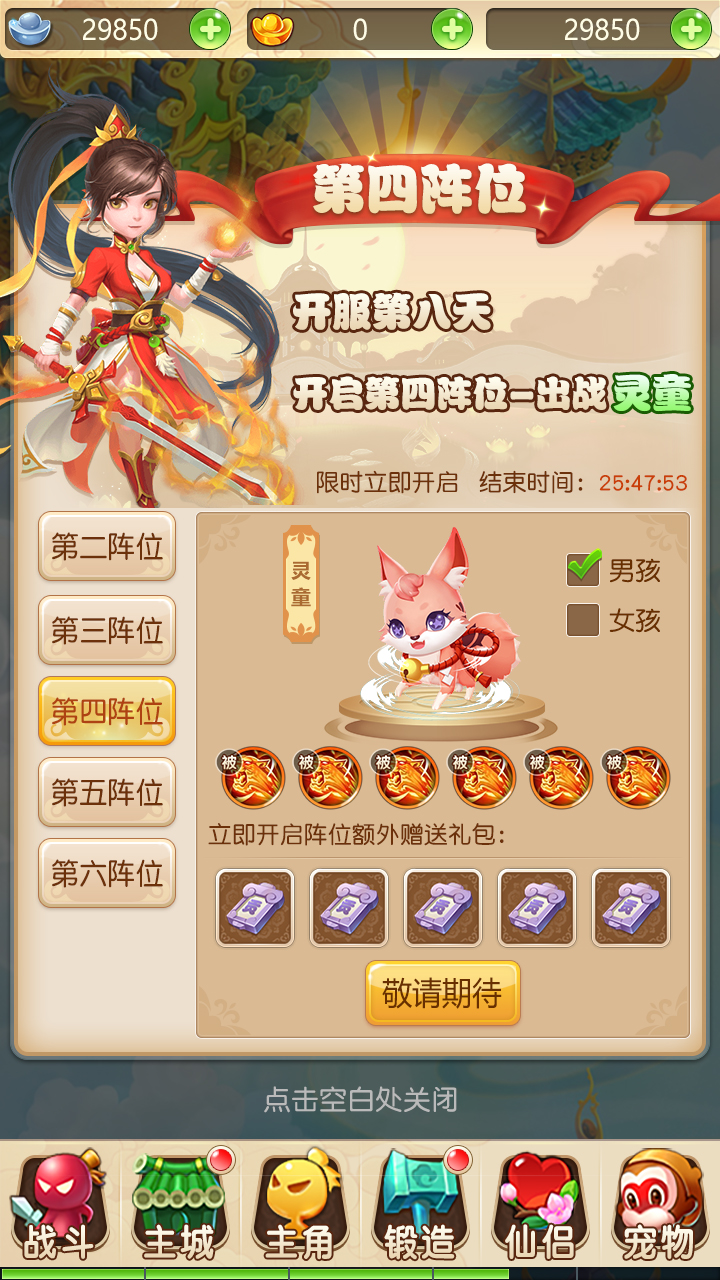 29850 0 29850
第四阵位
开服第八天
开启第四阵位-出战灵童
限时立即开启 结束时间：25:47:53
第二阵位
第三阵位
第四阵位
第五阵位
第六阵位
灵童
男孩
女孩
被 被 被 被 被 被
立即开启阵位额外赠送礼包：
敬请期待
点击空白处关闭
战斗 主城 主角 锻造 仙侣 宠物